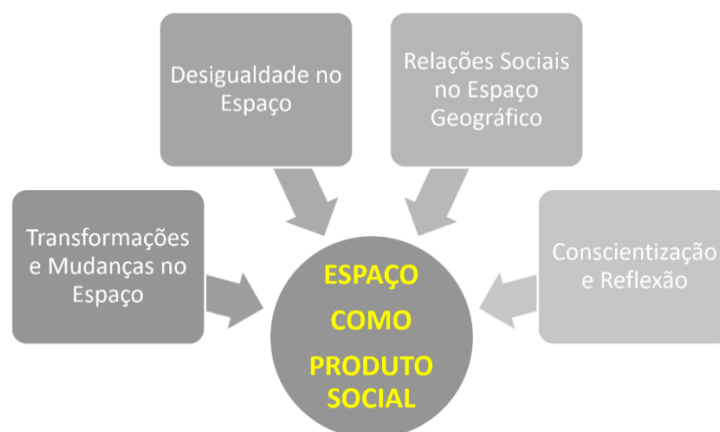 Desigualdade no
Espaço
Relações Sociais
no Espaço
Geográfico
Transformações
e Mudanças no
Espaço
Conscientização
e Reflexão
ESPAÇO
COMO
PRODUTO
SOCIAL